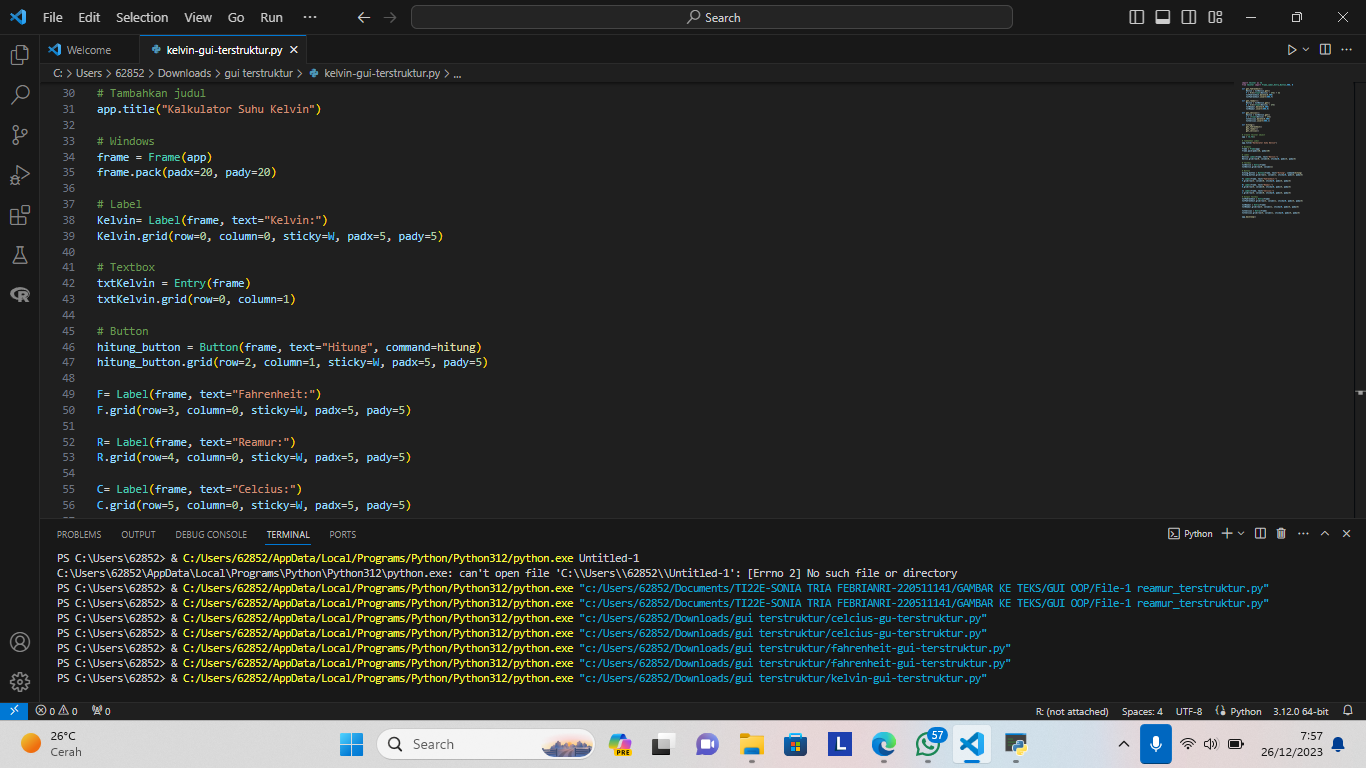 File Edit Selection View Go Run ··· Search
Welcome kelvin-gui-terstruktur.py
C: > Users > 62852 > Downloads > gui terstruktur > kelvin-gui-terstruktur.py > ...
30 # Tambahkan judul
31 app.title("Kalkulator Suhu Kelvin")
32
33 # Windows
34 frame = Frame(app)
35 frame.pack(padx=20, pady=20)
36
37 # Label
38 Kelvin= Label(frame, text="Kelvin:")
39 Kelvin.grid(row=0, column=0, sticky=W, padx=5, pady=5)
40
41 # Textbox
42 txtKelvin = Entry(frame)
43 txtKelvin.grid(row=0, column=1)
44
45 # Button
46 hitung_button = Button(frame, text="Hitung", command=hitung)
47 hitung_button.grid(row=2, column=1, sticky=W, padx=5, pady=5)
48
49 F= Label(frame, text="Fahrenheit:")
50 F.grid(row=3, column=0, sticky=W, padx=5, pady=5)
51
52 R= Label(frame, text="Reamur:")
53 R.grid(row=4, column=0, sticky=W, padx=5, pady=5)
54
55 C= Label(frame, text="Celcius:")
56 C.grid(row=5, column=0, sticky=W, padx=5, pady=5)
PROBLEMS OUTPUT DEBUG CONSOLE TERMINAL PORTS Python
PS C:\Users\62852> & C:/Users/62852/AppData/Local/Programs/Python/Python312/python.exe Untitled-1
C:\Users\62852\AppData\Local\Programs\Python\Python312\python.exe: can't open file 'C:\\Users\\62852\\Untitled-1': [Errno 2] No such file or directory
PS C:\Users\62852> & C:/Users/62852/AppData/Local/Programs/Python/Python312/python.exe "c:/Users/62852/Documents/TI22E-SONIA TRIA FEBRIANRI-220511141/GAMBAR KE TEKS/GUI OOP/File-1 reamur_terstruktur.py"
PS C:\Users\62852> & C:/Users/62852/AppData/Local/Programs/Python/Python312/python.exe "c:/Users/62852/Documents/TI22E-SONIA TRIA FEBRIANRI-220511141/GAMBAR KE TEKS/GUI OOP/File-1 reamur_terstruktur.py"
PS C:\Users\62852> & C:/Users/62852/AppData/Local/Programs/Python/Python312/python.exe "c:/Users/62852/Downloads/gui terstruktur/celcius-gu-terstruktur.py"
PS C:\Users\62852> & C:/Users/62852/AppData/Local/Programs/Python/Python312/python.exe "c:/Users/62852/Downloads/gui terstruktur/celcius-gu-terstruktur.py"
PS C:\Users\62852> & C:/Users/62852/AppData/Local/Programs/Python/Python312/python.exe "c:/Users/62852/Downloads/gui terstruktur/fahrenheit-gui-terstruktur.py"
PS C:\Users\62852> & C:/Users/62852/AppData/Local/Programs/Python/Python312/python.exe "c:/Users/62852/Downloads/gui terstruktur/fahrenheit-gui-terstruktur.py"
PS C:\Users\62852> & C:/Users/62852/AppData/Local/Programs/Python/Python312/python.exe "c:/Users/62852/Downloads/gui terstruktur/kelvin-gui-terstruktur.py"
0 0 0 R: (not attached) Spaces: 4 UTF-8 Python 3.12.0 64-bit
26°C Search PRE L 57 7:57
Cerah 26/12/2023